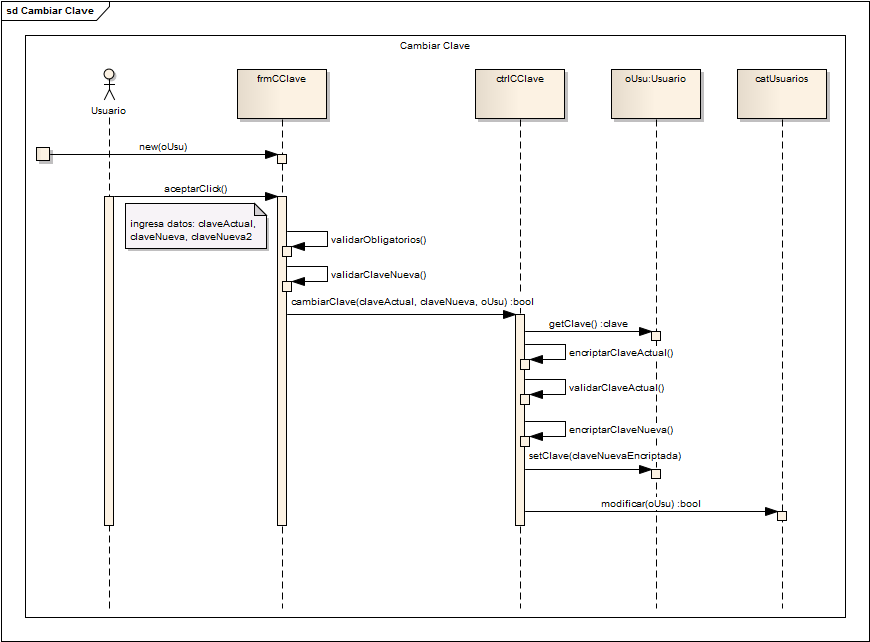 sd Cambiar Clave
Cambiar Clave
frmCClave
ctrlCClave
oUsu:Usuario
catUsuarios
Usuario
new(oUsu)
aceptarClick()
ingresa datos: claveActual,
claveNueva, claveNueva2
validarObligatorios()
validarClaveNueva()
cambiarClave(claveActual, claveNueva, oUsu) :bool
getClave() :clave
encriptarClaveActual()
validarClaveActual()
encriptarClaveNueva()
setClave(claveNuevaEncriptada)
modificar(oUsu) :bool